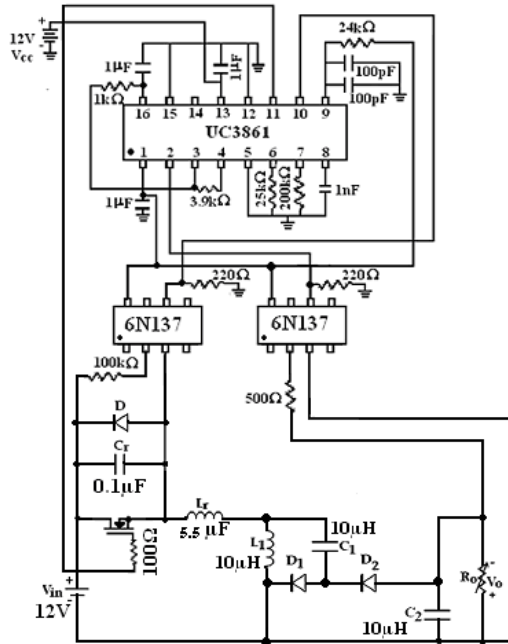 12V
Vcc
+
-
1μF
1μF
1kΩ
24kΩ
100pF
100pF
16 15 14 13 12 11 10 9
UC3861
1 2 3 4 5 6 7 8
1μF
3.9kΩ
25kΩ
200kΩ
1nF
220Ω
220Ω
6N137
6N137
100kΩ
500Ω
D
Cr
0.1μF
100Ω
Lr
5.5 μF
L1
10μH
10μH
C1
D1
D2
Vin
+
12V
C2
10μH
Ro
-
Vo
+